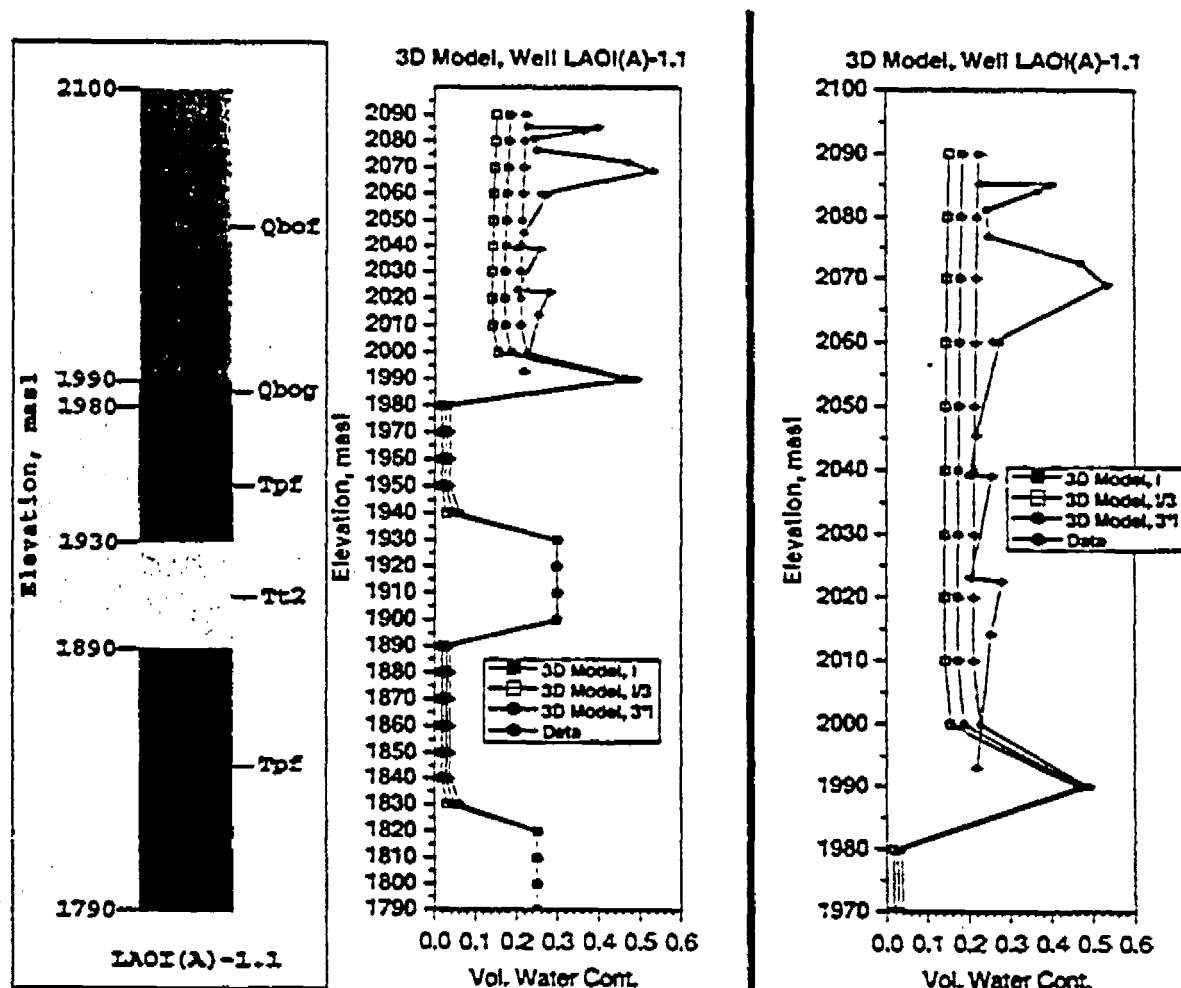 2100
Qbof
1990
Qbog
1980
Tpf
1930
Tt2
1890
Tpf
1790
Elevation, masl
LAOI(A)-1.1
3D Model, Well LAOI(A)-1.1
2090
2080
2070
2060
2050
2040
2030
2020
2010
2000
1990
1980
1970
1960
1950
1940
1930
1920
1910
1900
1890
1880
1870
1860
1850
1840
1830
1820
1810
1800
1790
Elevation, masl
3D Model, I
3D Model, I/3
3D Model, 3*I
Data
0.0 0.1 0.2 0.3 0.4 0.5 0.6
Vol. Water Cont.
3D Model, Well LAOI(A)-1.1
2100
2090
2080
2070
2060
2050
2040
2030
2020
2010
2000
1990
1980
1970
Elevation, masl
3D Model, I
3D Model, I/3
3D Model, 3*I
Data
0.0 0.1 0.2 0.3 0.4 0.5 0.6
Vol. Water Cont.